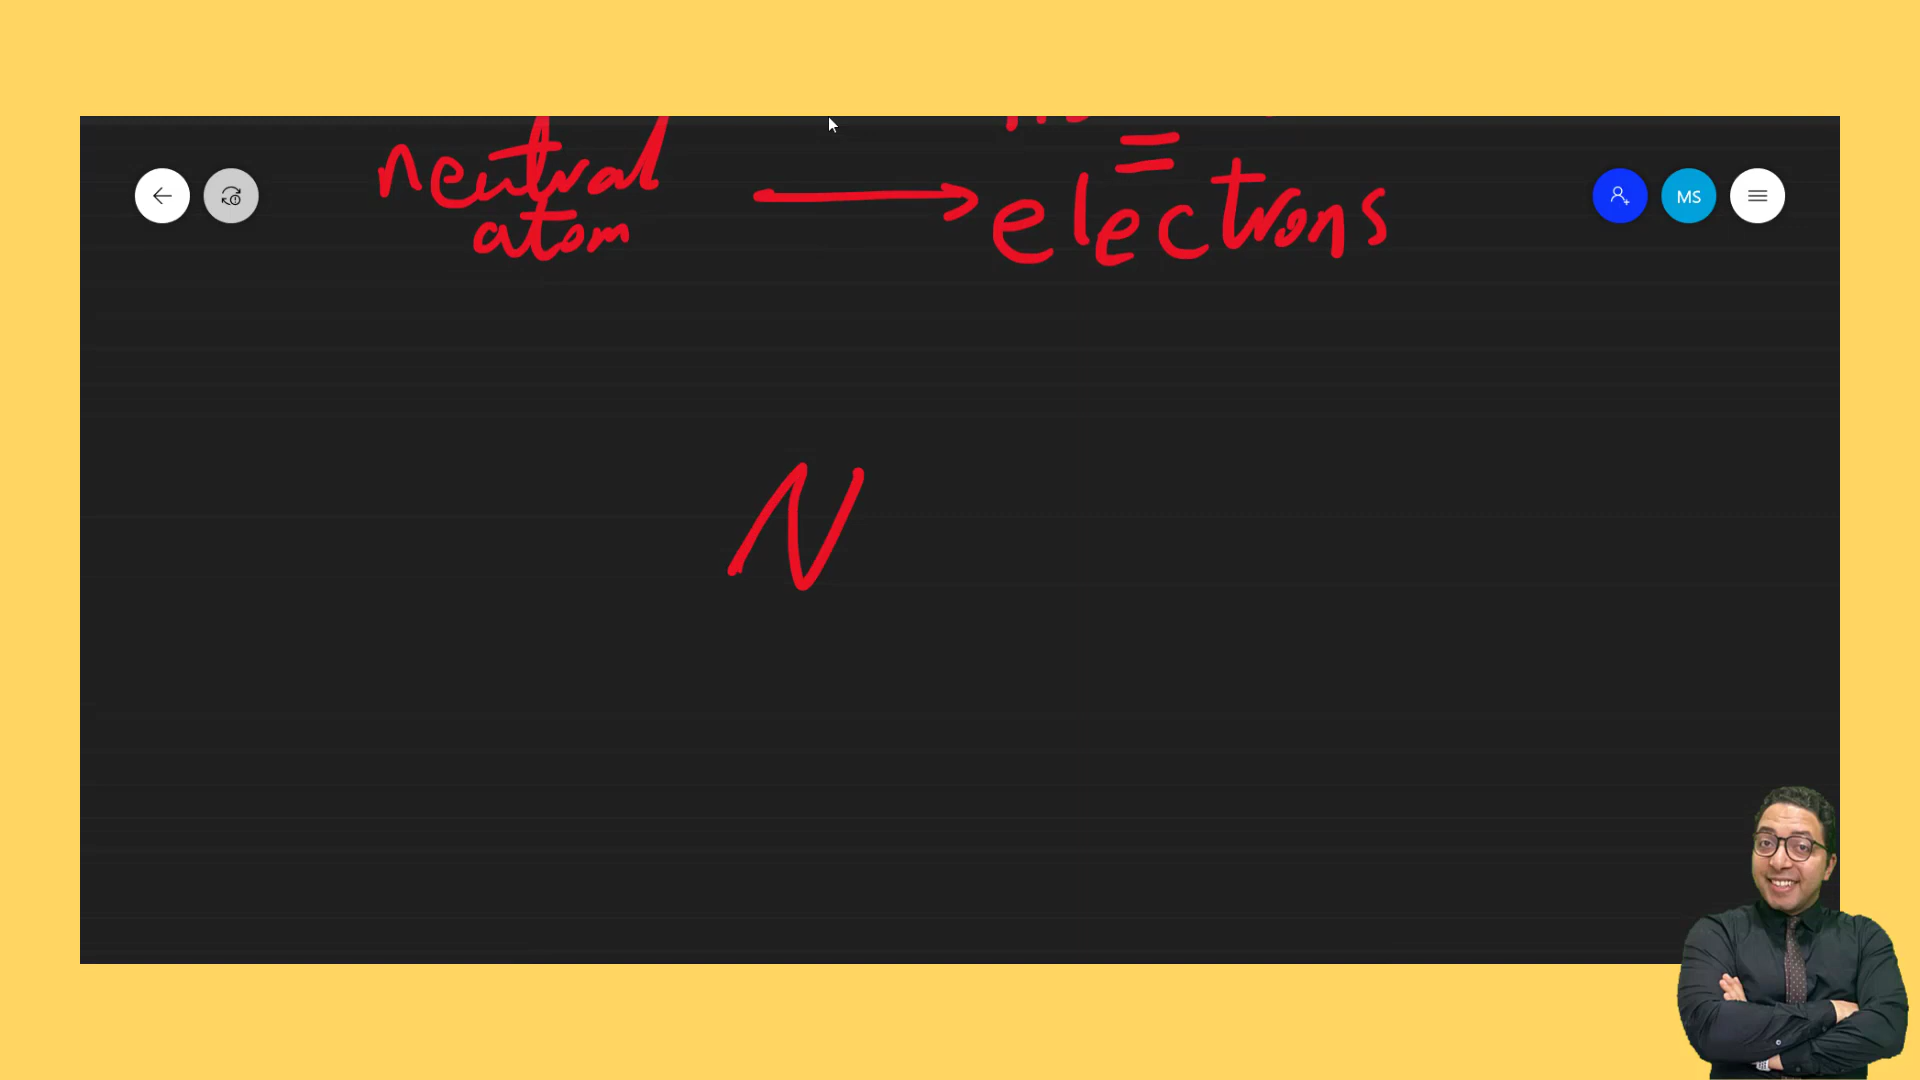 =
neutral → electrons
atom
MS
N